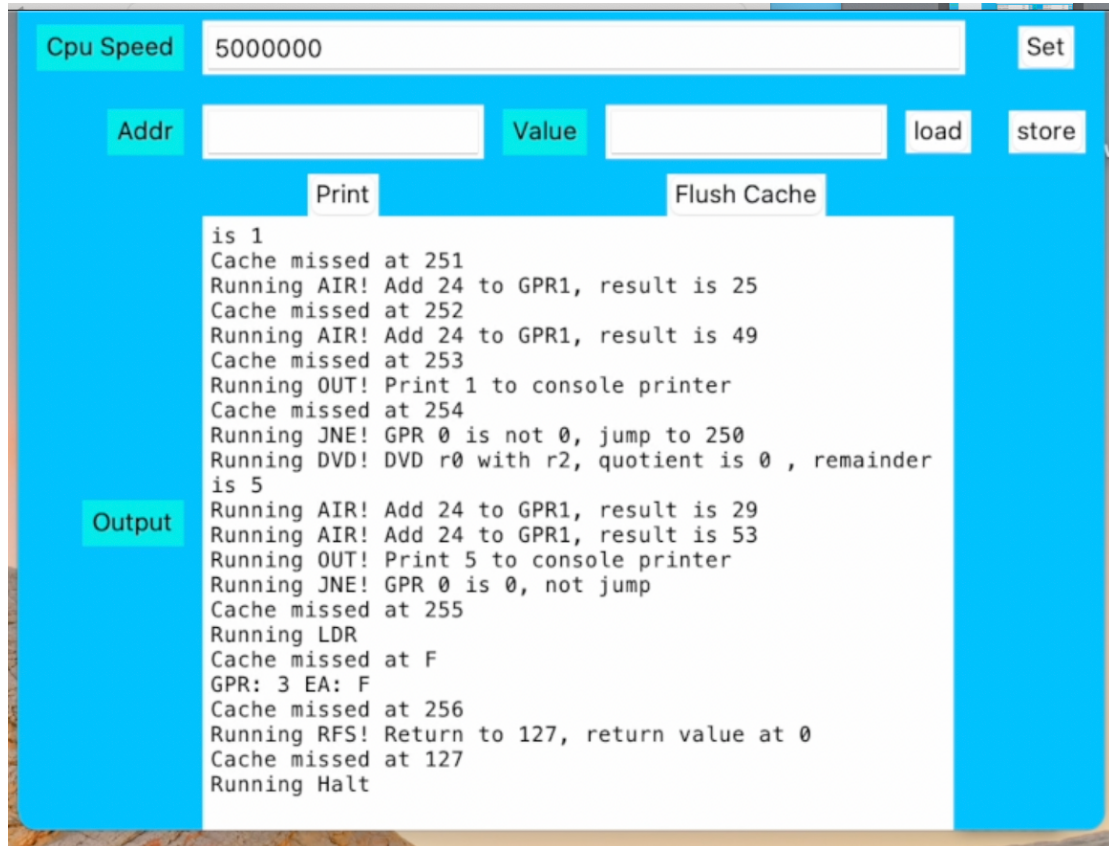 Cpu Speed 5000000 Set
Addr Value load store
Print Flush Cache
is 1
Cache missed at 251
Running AIR! Add 24 to GPR1, result is 25
Cache missed at 252
Running AIR! Add 24 to GPR1, result is 49
Cache missed at 253
Running OUT! Print 1 to console printer
Cache missed at 254
Running JNE! GPR 0 is not 0, jump to 250
Running DVD! DVD r0 with r2, quotient is 0 , remainder
is 5
Output
Running AIR! Add 24 to GPR1, result is 29
Running AIR! Add 24 to GPR1, result is 53
Running OUT! Print 5 to console printer
Running JNE! GPR 0 is 0, not jump
Cache missed at 255
Running LDR
Cache missed at F
GPR: 3 EA: F
Cache missed at 256
Running RFS! Return to 127, return value at 0
Cache missed at 127
Running Halt